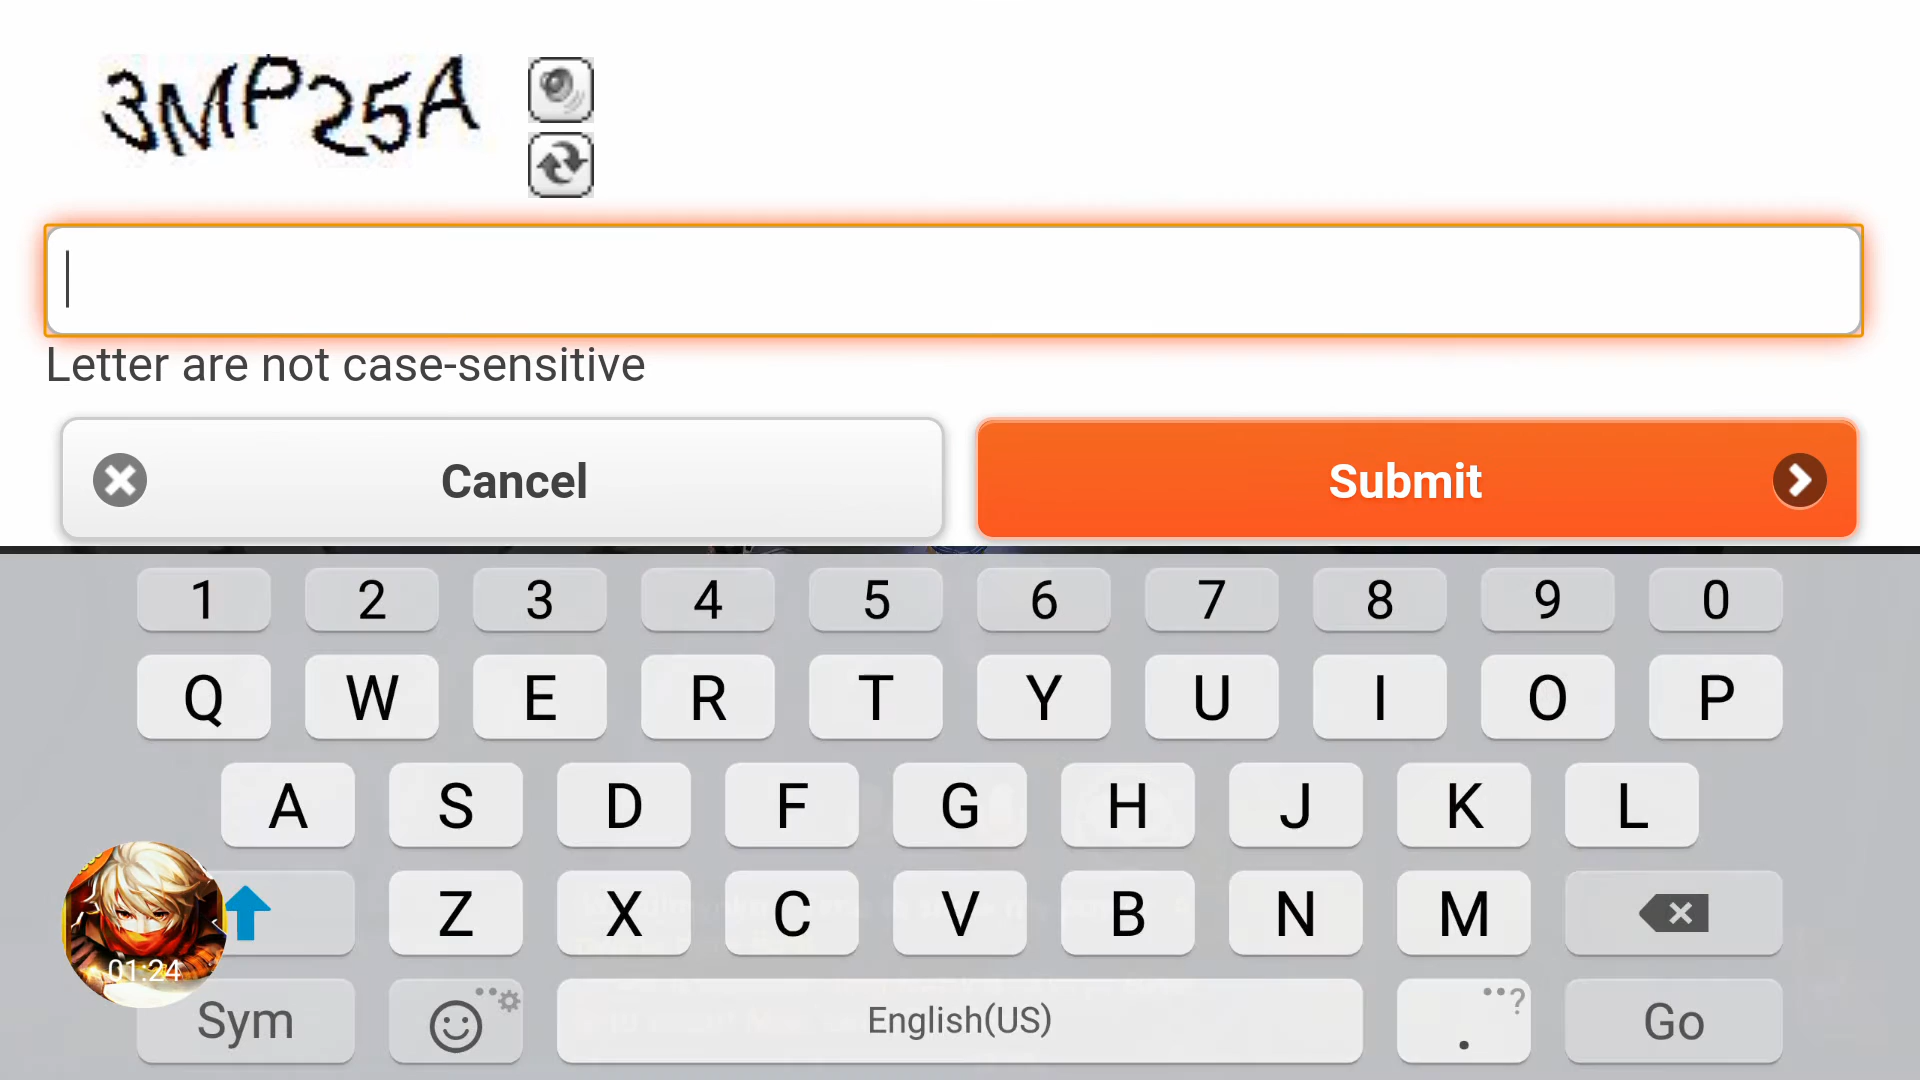 3MP25A
Letter are not case-sensitive
Cancel
Submit
1 2 3 4 5 6 7 8 9 0
Q W E R T Y U I O P
A S D F G H J K L
Z X C V B N M
01:24
Sym
English(US)
. ?
Go